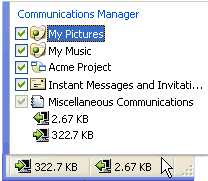 Communications Manager
My Pictures
My Music
Acme Project
Instant Messages and Invitati...
Miscellaneous Communications
2.67 KB
322.7 KB
322.7 KB 2.67 KB